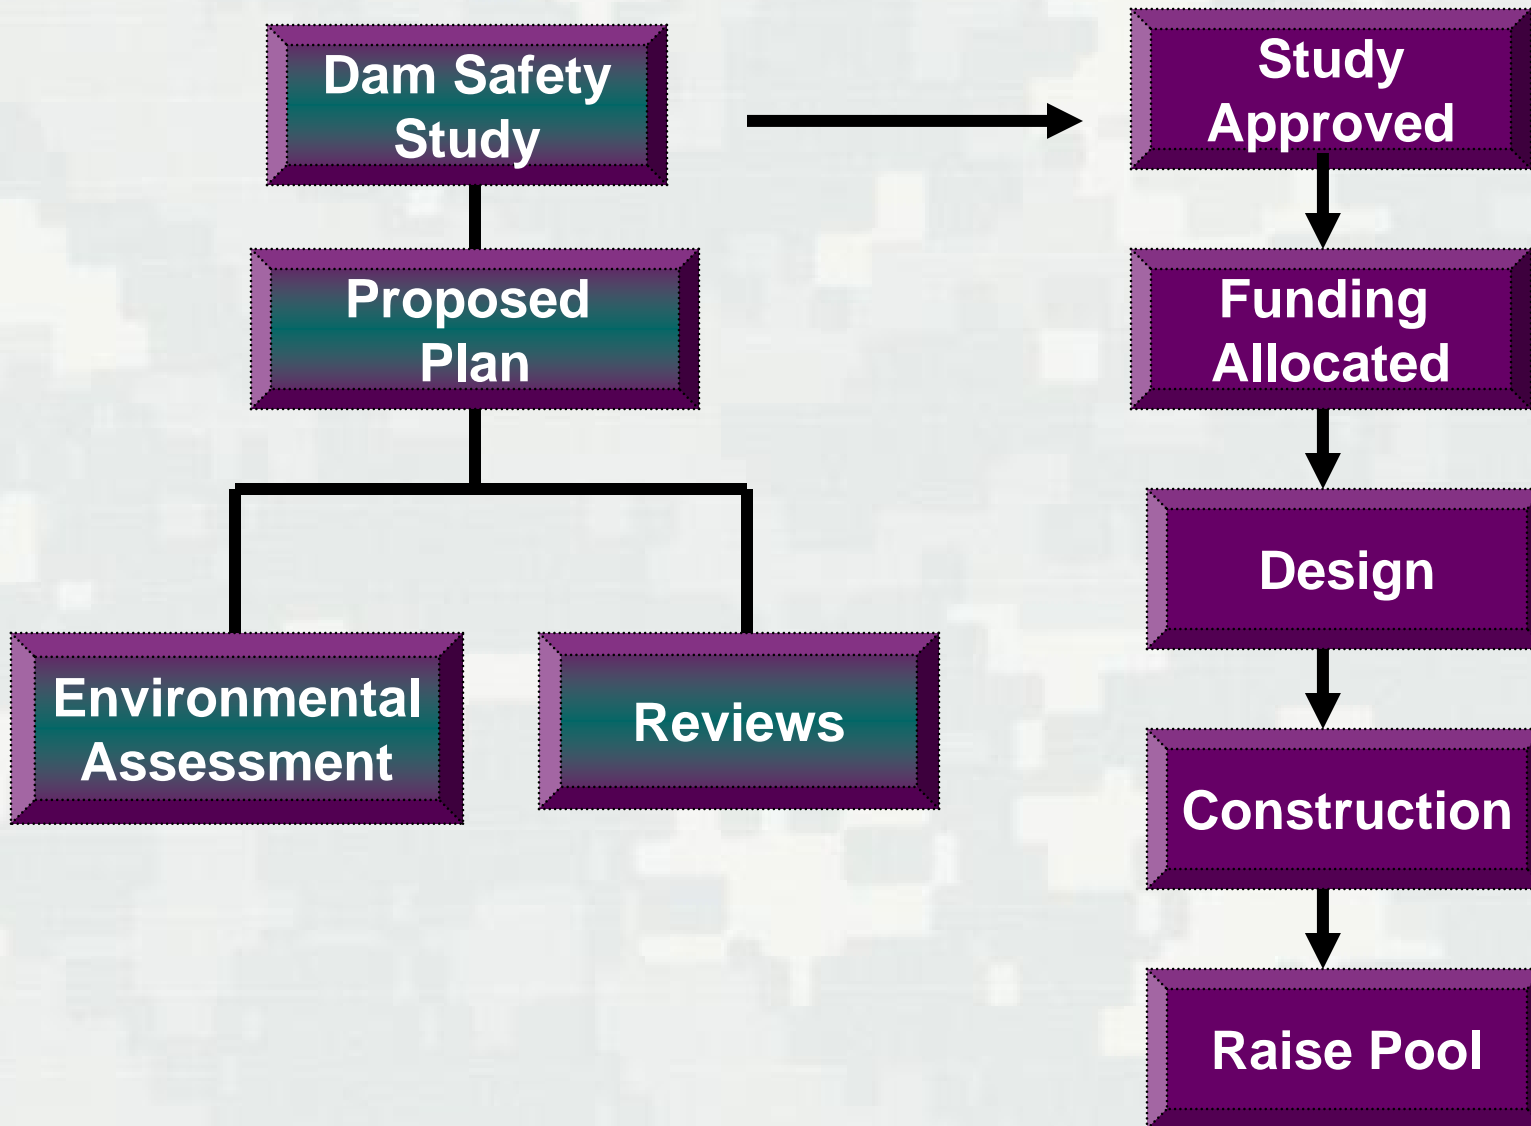 Dam Safety
Study
Proposed
Plan
Environmental
Assessment
Reviews
Study
Approved
Funding
Allocated
Design
Construction
Raise Pool